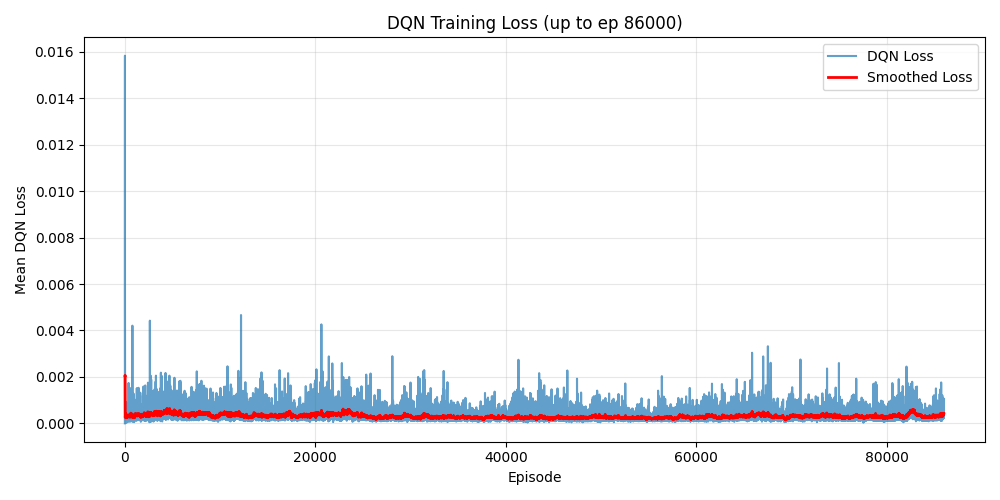 DQN Training Loss (up to ep 86000)
DQN Loss
Smoothed Loss
Mean DQN Loss
0.016
0.014
0.012
0.010
0.008
0.006
0.004
0.002
0.000
0 20000 40000 60000 80000
Episode